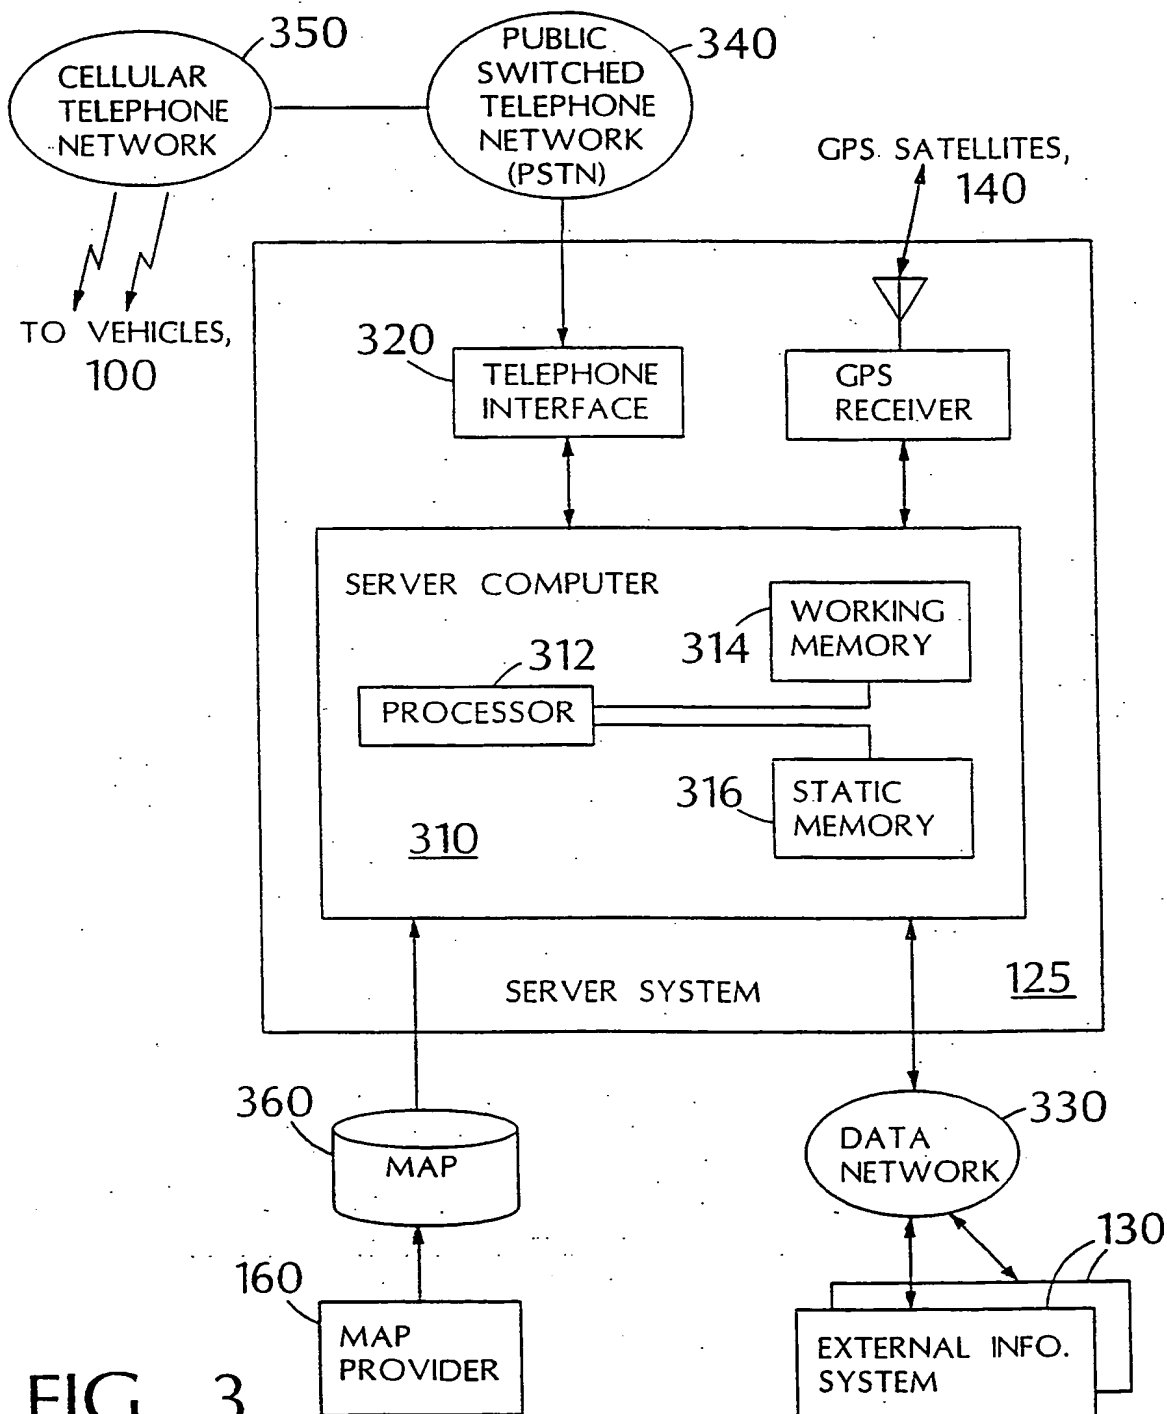 350
CELLULAR
TELEPHONE
NETWORK
PUBLIC
SWITCHED
TELEPHONE
NETWORK
(PSTN)
340
GPS SATELLITES,
140
TO VEHICLES,
100
320
TELEPHONE
INTERFACE
GPS
RECEIVER
SERVER COMPUTER
WORKING
MEMORY
314
312
PROCESSOR
316
STATIC
MEMORY
310
SERVER SYSTEM
125
360
MAP
330
DATA
NETWORK
130
160
MAP
PROVIDER
EXTERNAL INFO.
SYSTEM
FIG. 3